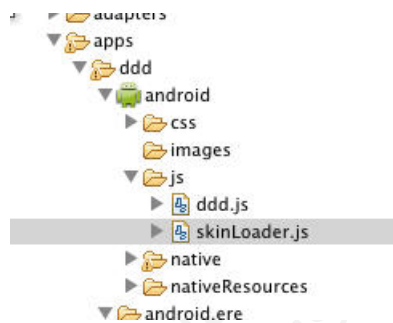 adapters
apps
ddd
android
css
images
js
ddd.js
skinLoader.js
native
nativeResources
android.ere